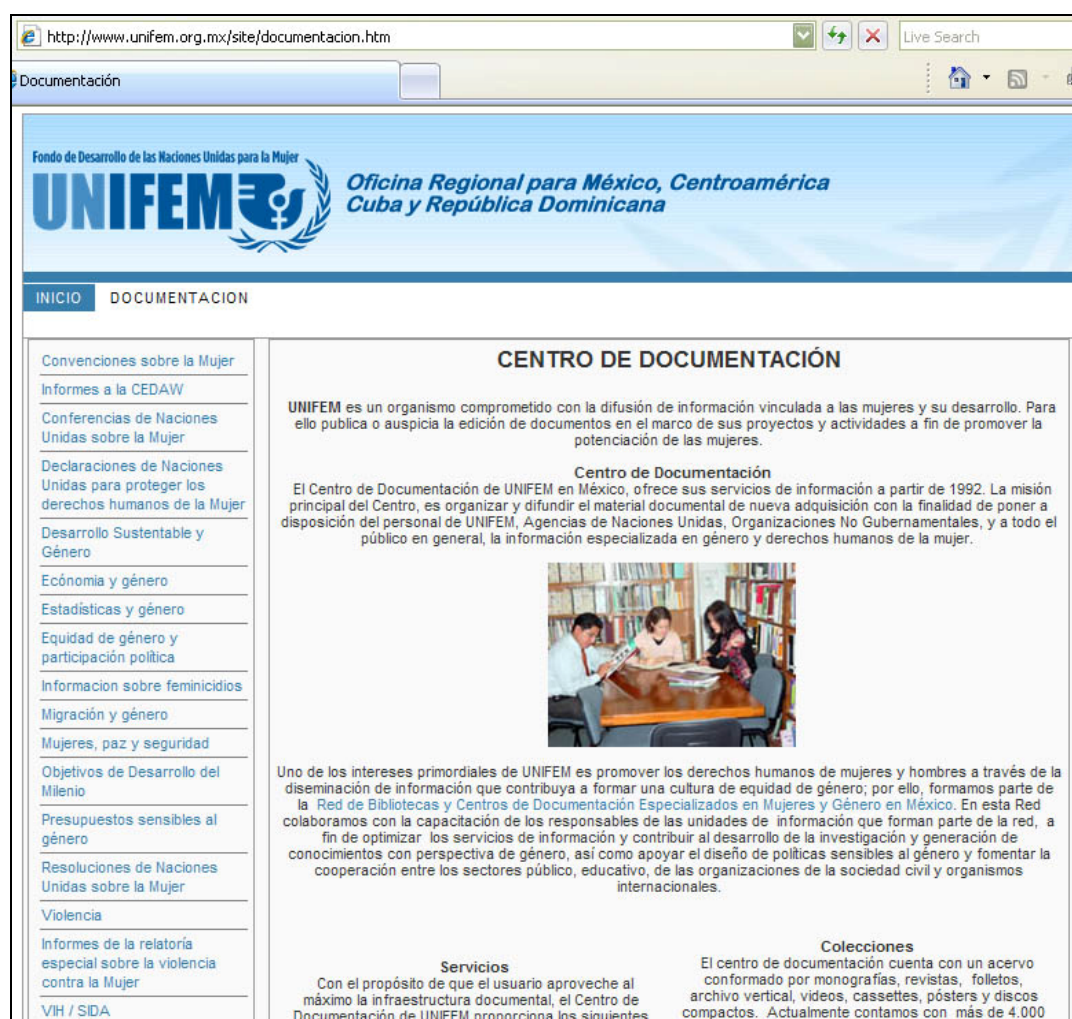 http://www.unifem.org.mx/site/documentacion.htm
Live Search
Documentación
Fondo de Desarrollo de las Naciones Unidas para la Mujer
UNIFEM
Oficina Regional para México, Centroamérica
Cuba y República Dominicana
INICIO DOCUMENTACION
Convenciones sobre la Mujer
Informes a la CEDAW
Conferencias de Naciones
Unidas sobre la Mujer
Declaraciones de Naciones
Unidas para proteger los
derechos humanos de la Mujer
Desarrollo Sustentable y
Género
Ecónomia y género
Estadísticas y género
Equidad de género y
participación política
Informacion sobre feminicidios
Migración y género
Mujeres, paz y seguridad
Objetivos de Desarrollo del
Milenio
Presupuestos sensibles al
género
Resoluciones de Naciones
Unidas sobre la Mujer
Violencia
Informes de la relatoría
especial sobre la violencia
contra la Mujer
VIH / SIDA
CENTRO DE DOCUMENTACIÓN
UNIFEM es un organismo comprometido con la difusión de información vinculada a las mujeres y su desarrollo. Para
ello publica o auspicia la edición de documentos en el marco de sus proyectos y actividades a fin de promover la
potenciación de las mujeres.
Centro de Documentación
El Centro de Documentación de UNIFEM en México, ofrece sus servicios de información a partir de 1992. La misión
principal del Centro, es organizar y difundir el material documental de nueva adquisición con la finalidad de poner a
disposición del personal de UNIFEM, Agencias de Naciones Unidas, Organizaciones No Gubernamentales, y a todo el
público en general, la información especializada en género y derechos humanos de la mujer.
Uno de los intereses primordiales de UNIFEM es promover los derechos humanos de mujeres y hombres a través de la
diseminación de información que contribuya a formar una cultura de equidad de género; por ello, formamos parte de
la Red de Bibliotecas y Centros de Documentación Especializados en Mujeres y Género en México. En esta Red
colaboramos con la capacitación de los responsables de las unidades de información que forman parte de la red, a
fin de optimizar los servicios de información y contribuir al desarrollo de la investigación y generación de
conocimientos con perspectiva de género, así como apoyar el diseño de políticas sensibles al género y fomentar la
cooperación entre los sectores público, educativo, de las organizaciones de la sociedad civil y organismos
internacionales.
Servicios
Con el propósito de que el usuario aproveche al
máximo la infraestructura documental, el Centro de
Documentación de UNIFEM proporciona los siguientes
Colecciones
El centro de documentación cuenta con un acervo
conformado por monografías, revistas, folletos,
archivo vertical, videos, cassettes, pósters y discos
compactos. Actualmente contamos con más de 4.000